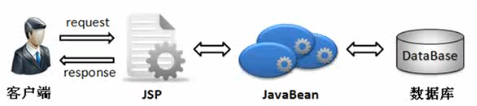 request
response
DataBase
客户端
JSP
JavaBean
数据库